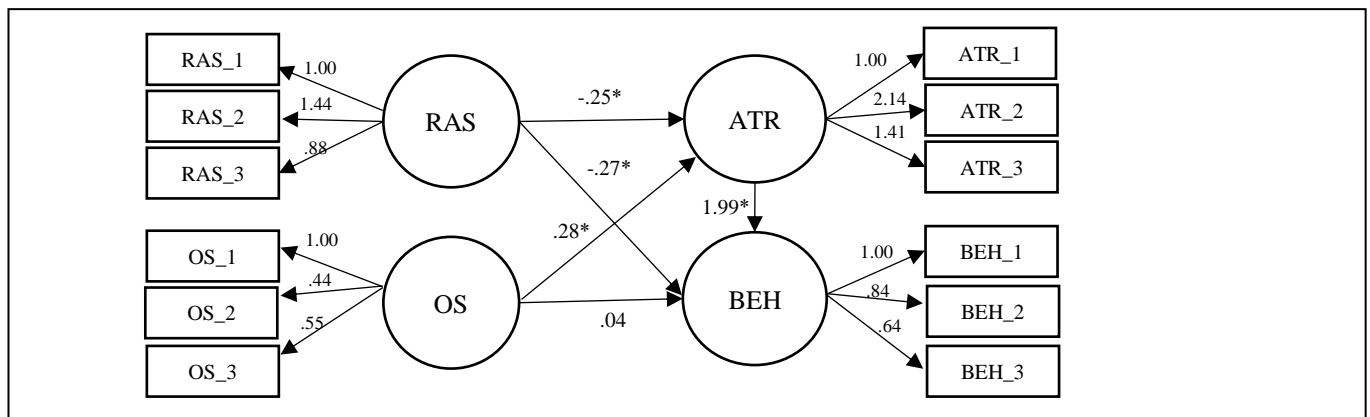 RAS_1
RAS_2
RAS_3
1.00
1.44
.88
RAS
-.25*
-.27*
ATR
1.00
2.14
1.41
ATR_1
ATR_2
ATR_3
1.99*
OS_1
OS_2
OS_3
1.00
.44
.55
OS
.28*
.04
BEH
1.00
.84
.64
BEH_1
BEH_2
BEH_3